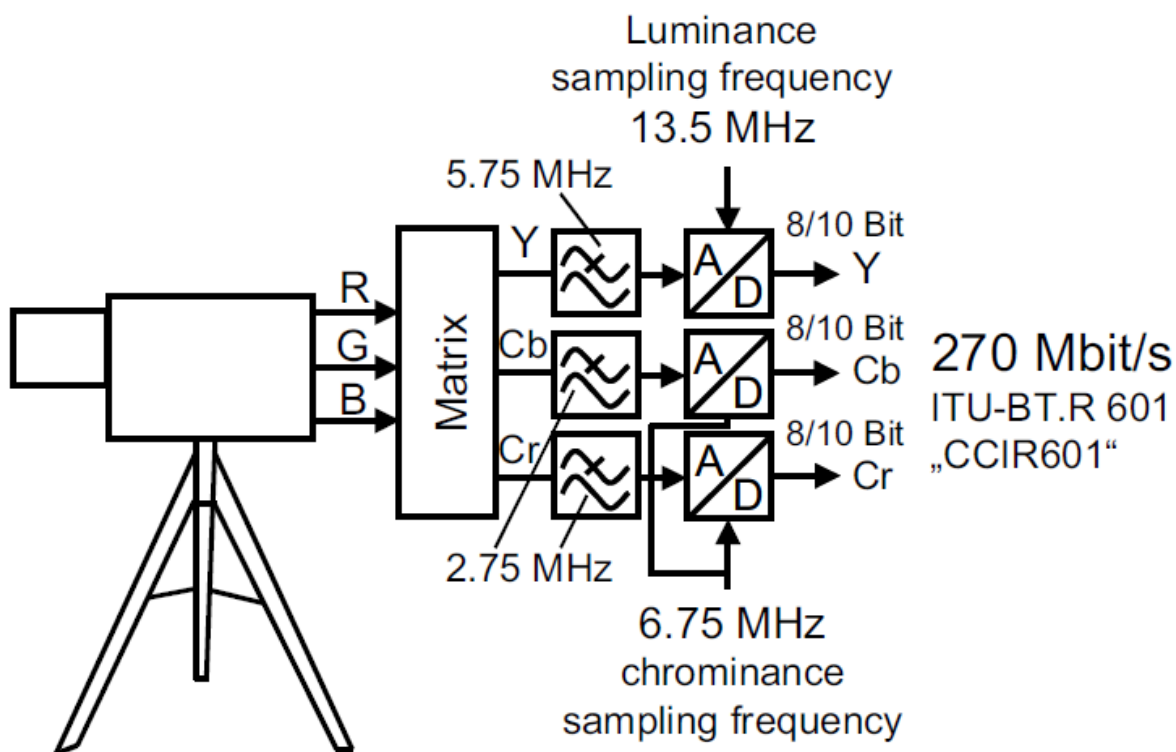 Luminance
sampling frequency
13.5 MHz
5.75 MHz
R
G
B
Matrix
Y
Cb
Cr
A
D
8/10 Bit
Y
A
D
8/10 Bit
Cb
A
D
8/10 Bit
Cr
270 Mbit/s
ITU-BT.R 601
„CCIR601“
2.75 MHz
6.75 MHz
chrominance
sampling frequency